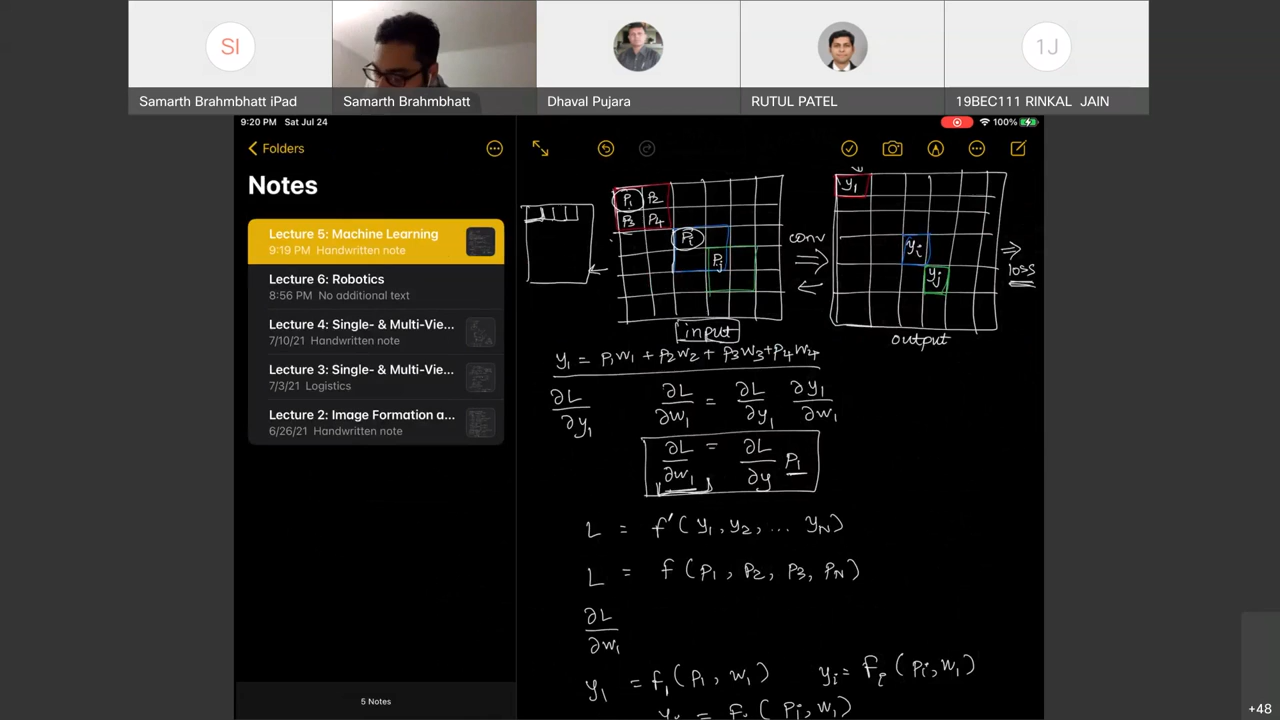 SI
1J
Samarth Brahmbhatt iPad
Samarth Brahmbhatt
Dhaval Pujara
RUTUL PATEL
19BEC111 RINKAL JAIN
9:20 PM Sat Jul 24
100%
Folders
Notes
Lecture 5: Machine Learning
9:19 PM Handwritten note
Lecture 6: Robotics
8:56 PM No additional text
Lecture 4: Single- & Multi-Vie...
7/10/21 Handwritten note
Lecture 3: Single- & Multi-Vie...
7/3/21 Logistics
Lecture 2: Image Formation a...
6/26/21 Handwritten note
5 Notes
P1 P2
P3 P4
Pi
Pj
input
conv
y1
yi
yj
output
loss
y1 = P1w1 + P2w2 + P3w3+P4w4
∂L/∂y1 ∂L/∂w1 = ∂L/∂y1 ∂y1/∂w1
∂L/∂w1 = ∂L/∂y P1
L = f'(y1, y2, ... yN)
L = f (P1, P2, P3, PN)
∂L/∂w1
y1 = f1(P1, w1) yi = fi (Pi, w1)
(Pj, w1)
+48